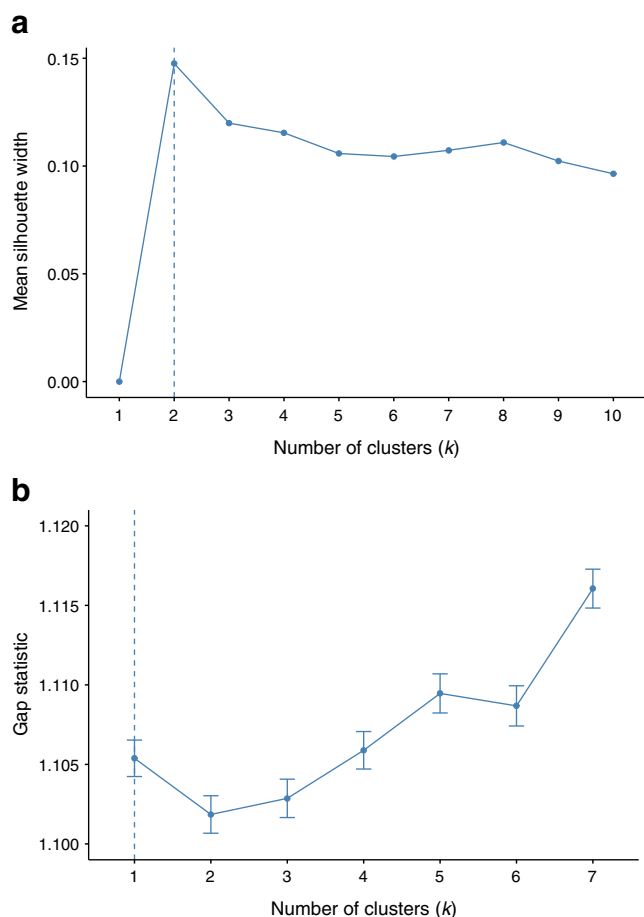 a
0.15
0.10
0.05
0.00
Mean silhouette width
1 2 3 4 5 6 7 8 9 10
Number of clusters (k)
b
1.120
1.115
1.110
1.105
1.100
Gap statistic
1 2 3 4 5 6 7
Number of clusters (k)